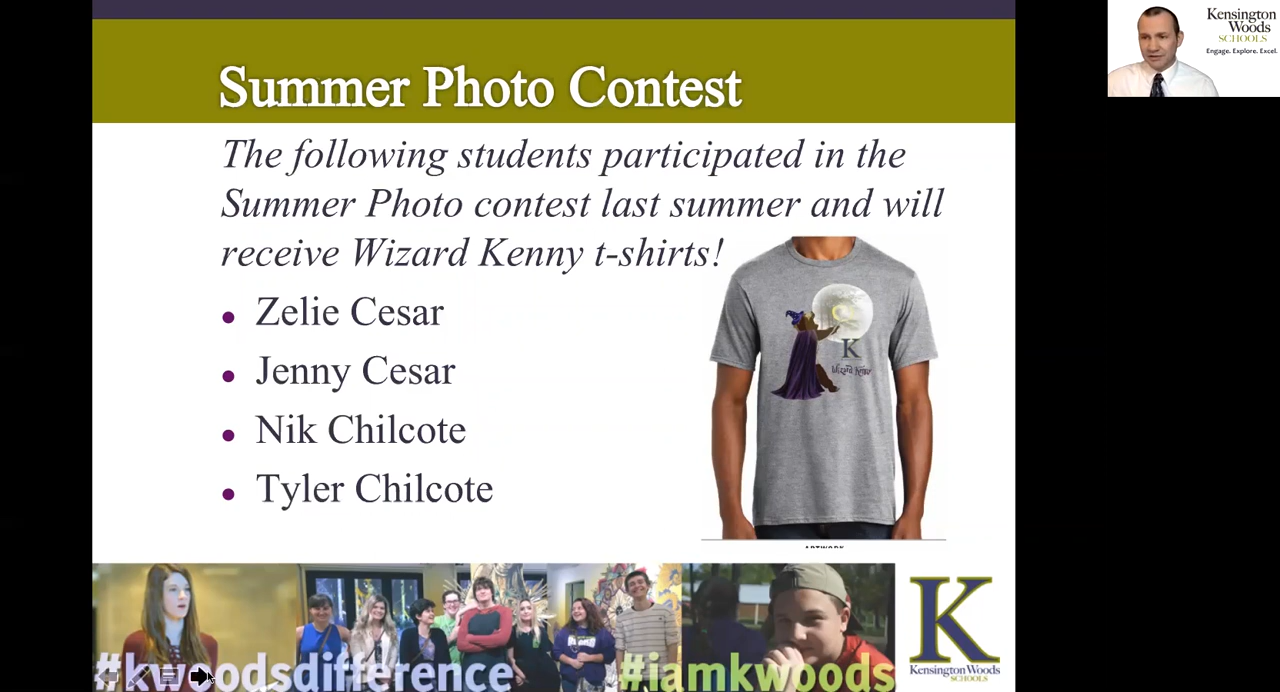 Summer Photo Contest
The following students participated in the
Summer Photo contest last summer and will
receive Wizard Kenny t-shirts!
Zelie Cesar
Jenny Cesar
Nik Chilcote
Tyler Chilcote
K
Wizard Kenny
#kwoodsdifference
#iamkwoods
K
Kensington Woods
SCHOOLS
Kensington
Woods
SCHOOLS
Engage. Explore. Excel.